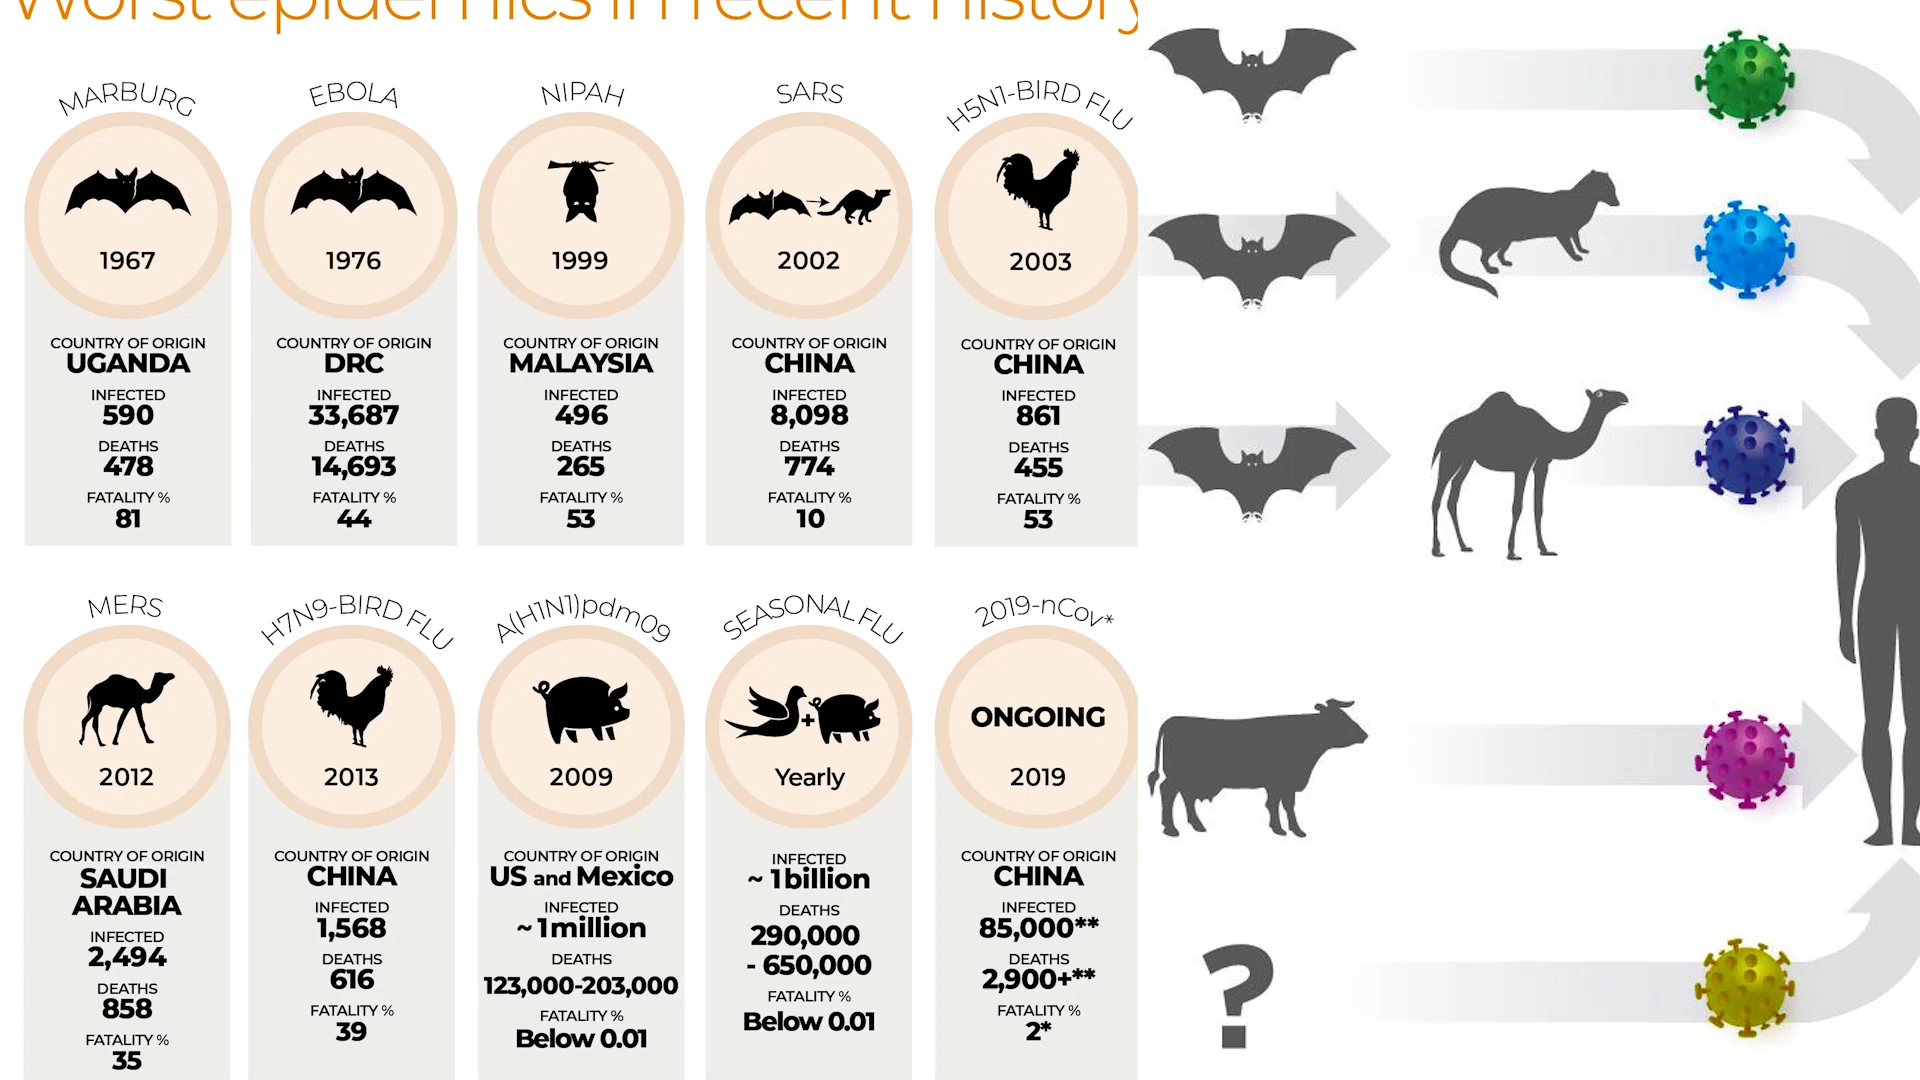 Worst epidemics in recent history
MARBURG
1967
COUNTRY OF ORIGIN
UGANDA
INFECTED
590
DEATHS
478
FATALITY %
81
EBOLA
1976
COUNTRY OF ORIGIN
DRC
INFECTED
33,687
DEATHS
14,693
FATALITY %
44
NIPAH
1999
COUNTRY OF ORIGIN
MALAYSIA
INFECTED
496
DEATHS
265
FATALITY %
53
SARS
2002
COUNTRY OF ORIGIN
CHINA
INFECTED
8,098
DEATHS
774
FATALITY %
10
H5N1-BIRD FLU
2003
COUNTRY OF ORIGIN
CHINA
INFECTED
861
DEATHS
455
FATALITY %
53
MERS
2012
COUNTRY OF ORIGIN
SAUDI
ARABIA
INFECTED
2,494
DEATHS
858
FATALITY %
35
H7N9-BIRD FLU
2013
COUNTRY OF ORIGIN
CHINA
INFECTED
1,568
DEATHS
616
FATALITY %
39
A(H1N1)pdm09
2009
COUNTRY OF ORIGIN
US and Mexico
INFECTED
~ 1 million
DEATHS
123,000-203,000
FATALITY %
Below 0.01
SEASONAL FLU
Yearly
INFECTED
~ 1 billion
DEATHS
290,000
- 650,000
FATALITY %
Below 0.01
2019-nCov*
ONGOING
2019
COUNTRY OF ORIGIN
CHINA
INFECTED
85,000**
DEATHS
2,900+**
FATALITY %
2*
?